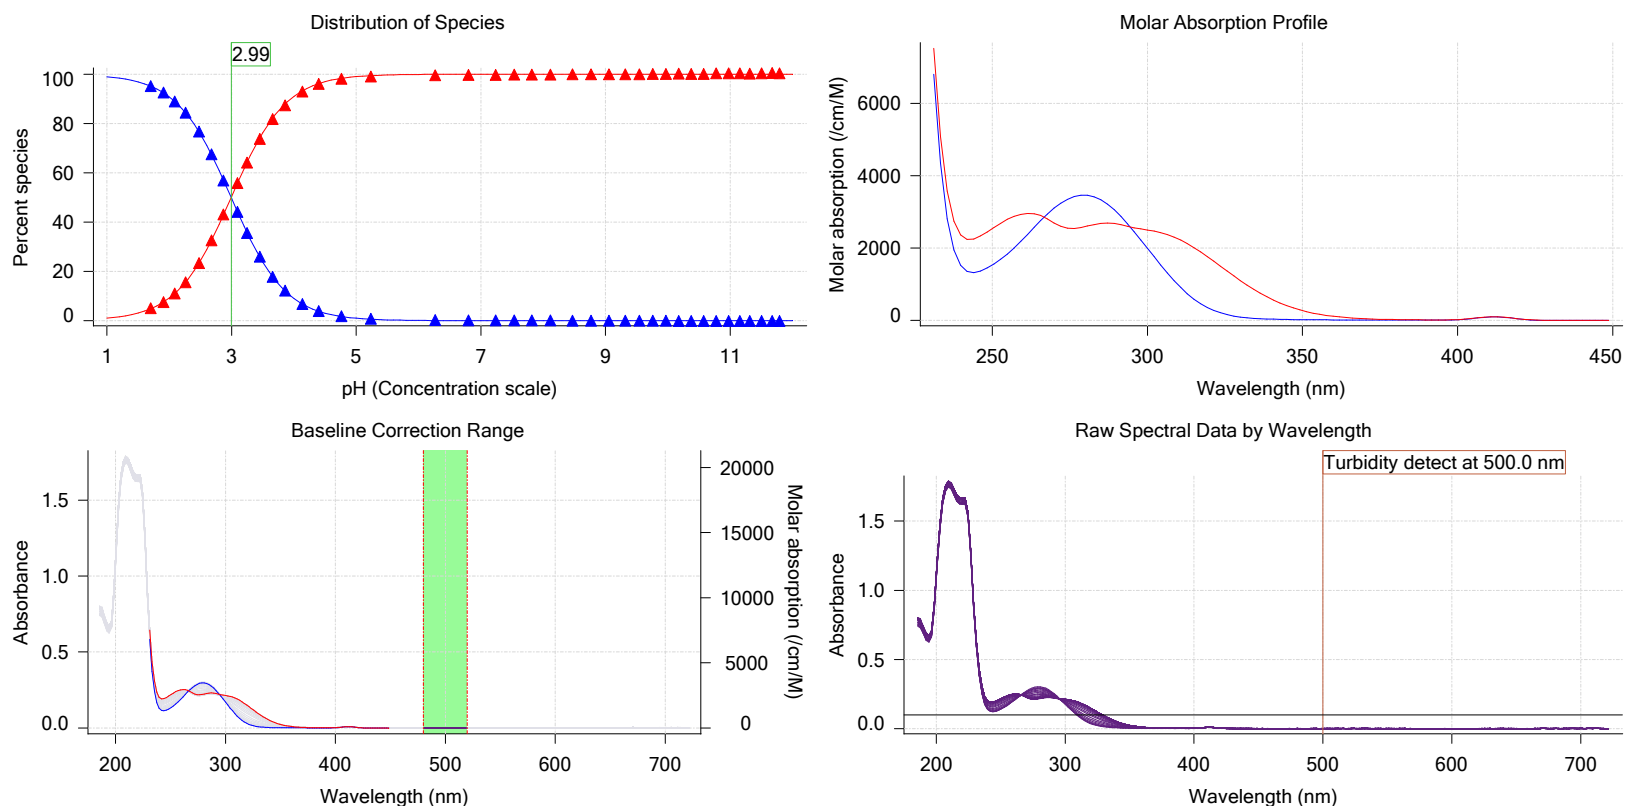 Distribution of Species
2.99
100
80
60
40
20
0
Percent species
1 3 5 7 9 11
pH (Concentration scale)
Molar Absorption Profile
6000
4000
2000
0
Molar absorption (/cm/M)
250 300 350 400 450
Wavelength (nm)
Baseline Correction Range
1.5
1.0
0.5
0.0
Absorbance
20000
15000
10000
5000
0
Molar absorption (/cm/M)
200 300 400 500 600 700
Wavelength (nm)
Raw Spectral Data by Wavelength
Turbidity detect at 500.0 nm
1.5
1.0
0.5
0.0
Absorbance
200 300 400 500 600 700
Wavelength (nm)